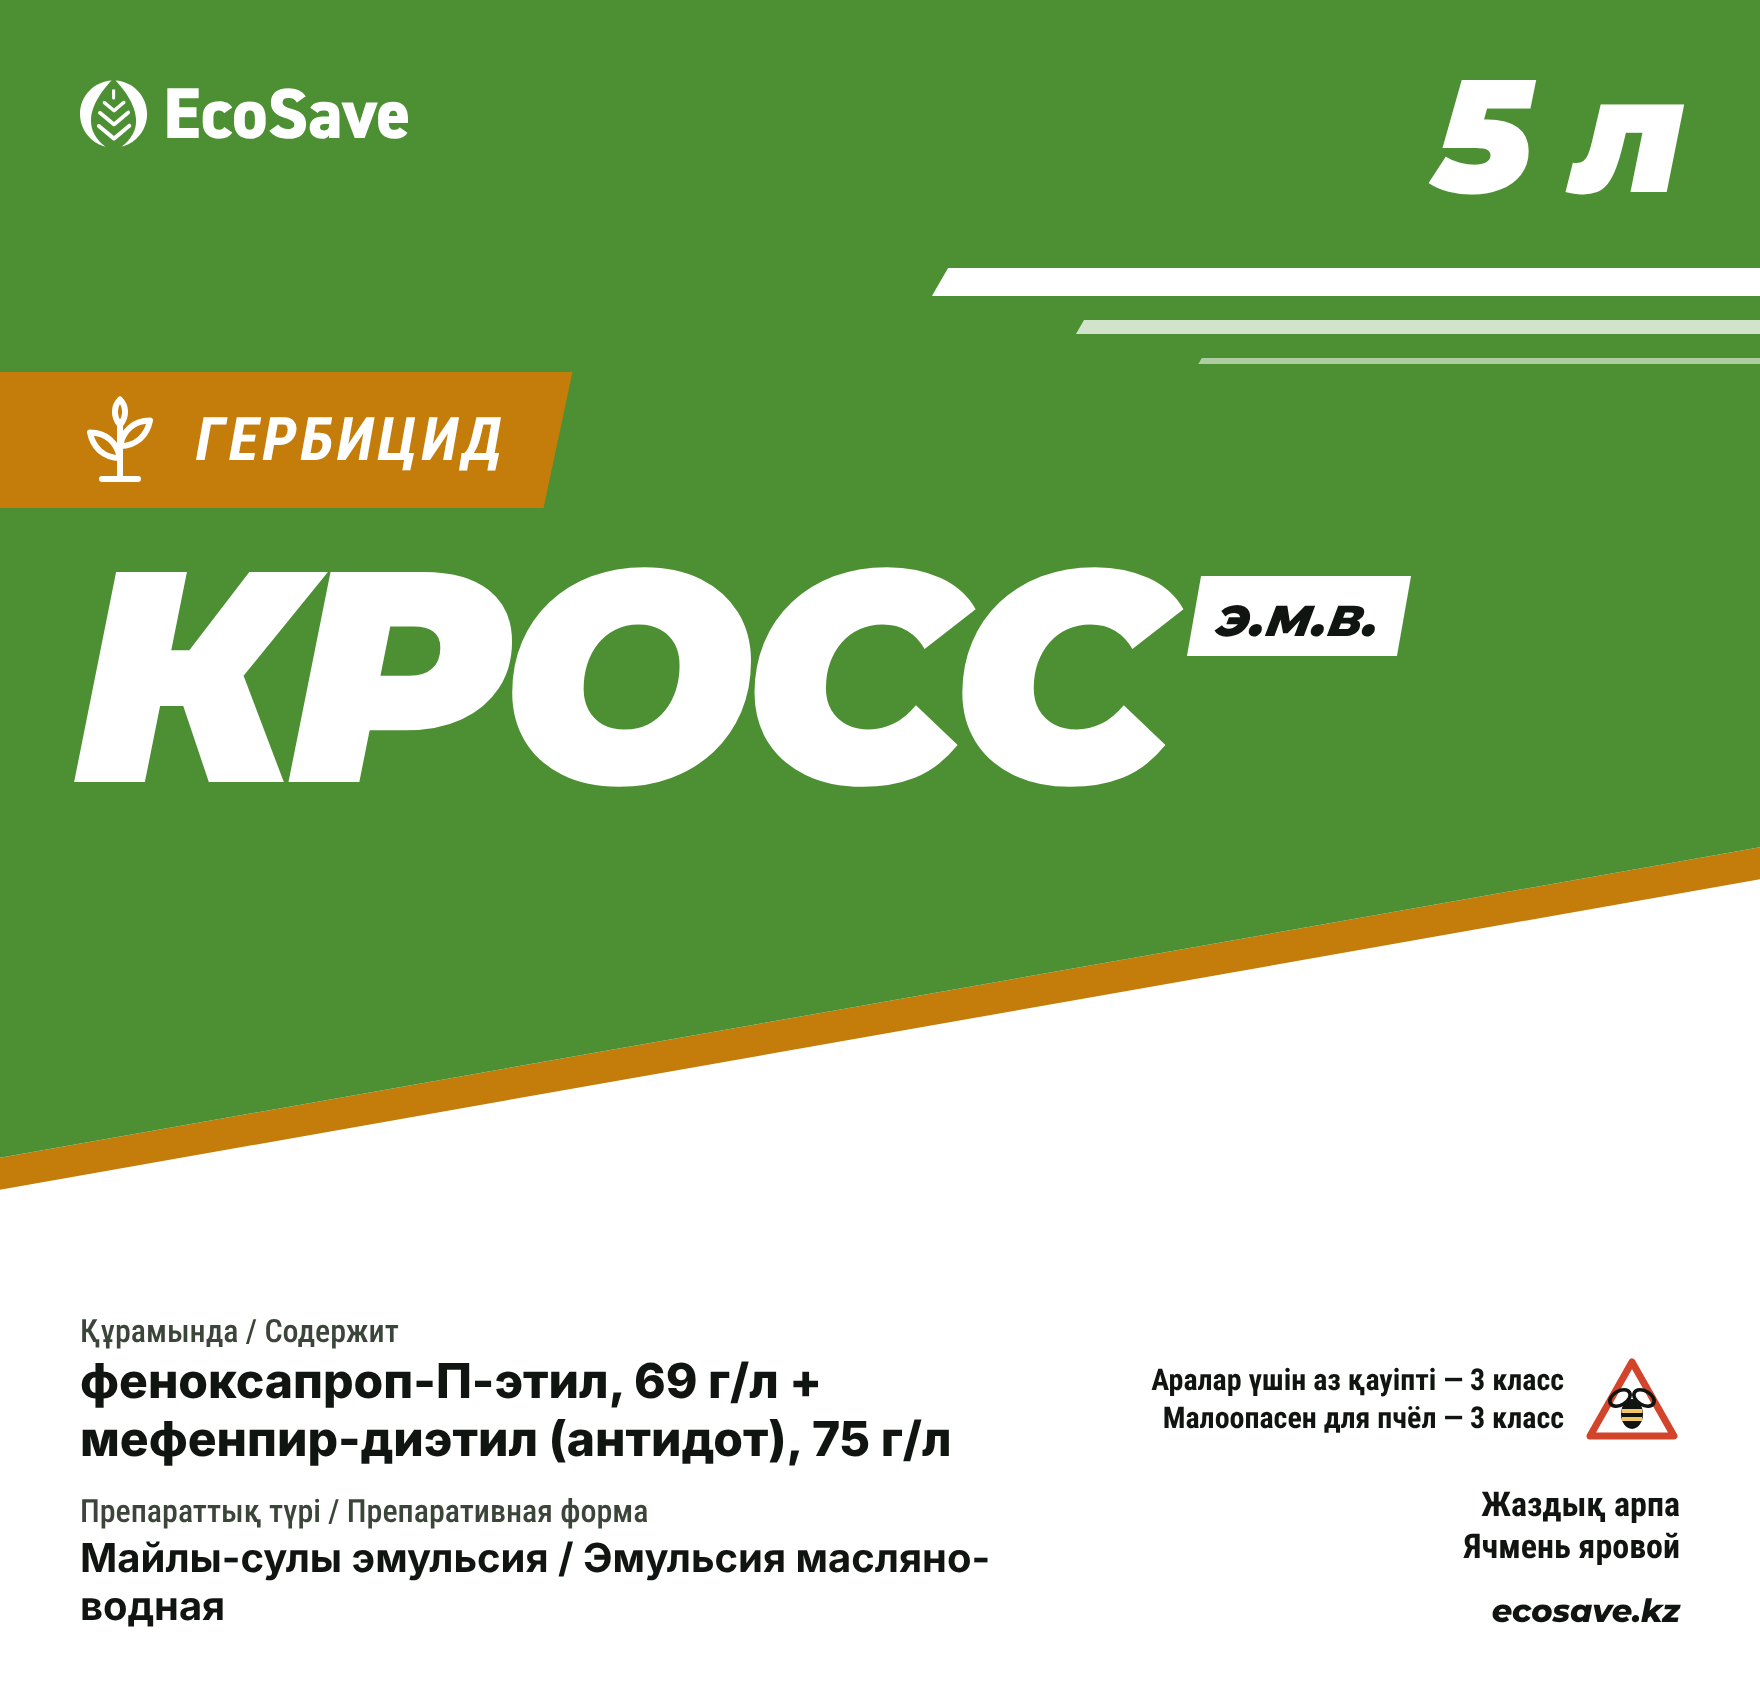 EcoSave
5 л
ГЕРБИЦИД
КРОСС э.м.в.
Құрамында / Содержит
феноксапроп-П-этил, 69 г/л +
мефенпир-диэтил (антидот), 75 г/л
Препараттық түрі / Препаративная форма
Майлы-сулы эмульсия / Эмульсия масляно-
водная
Аралар үшін аз қауіпті — 3 класс
Малоопасен для пчёл — 3 класс
Жаздық арпа
Ячмень яровой
ecosave.kz